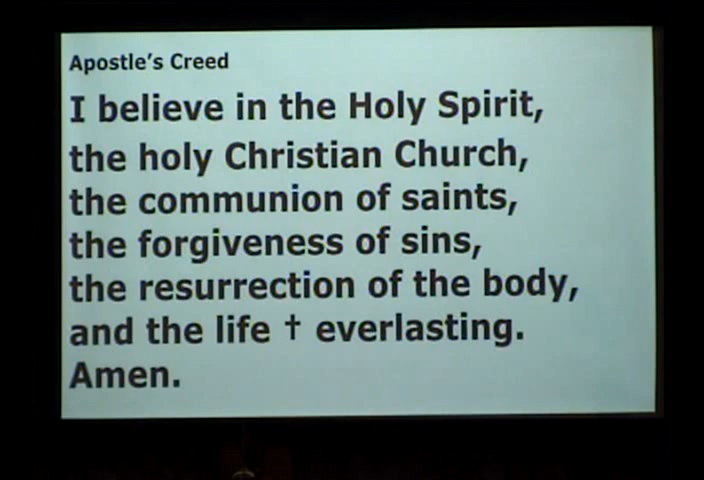 Apostle's Creed
I believe in the Holy Spirit,
the holy Christian Church,
the communion of saints,
the forgiveness of sins,
the resurrection of the body,
and the life † everlasting.
Amen.